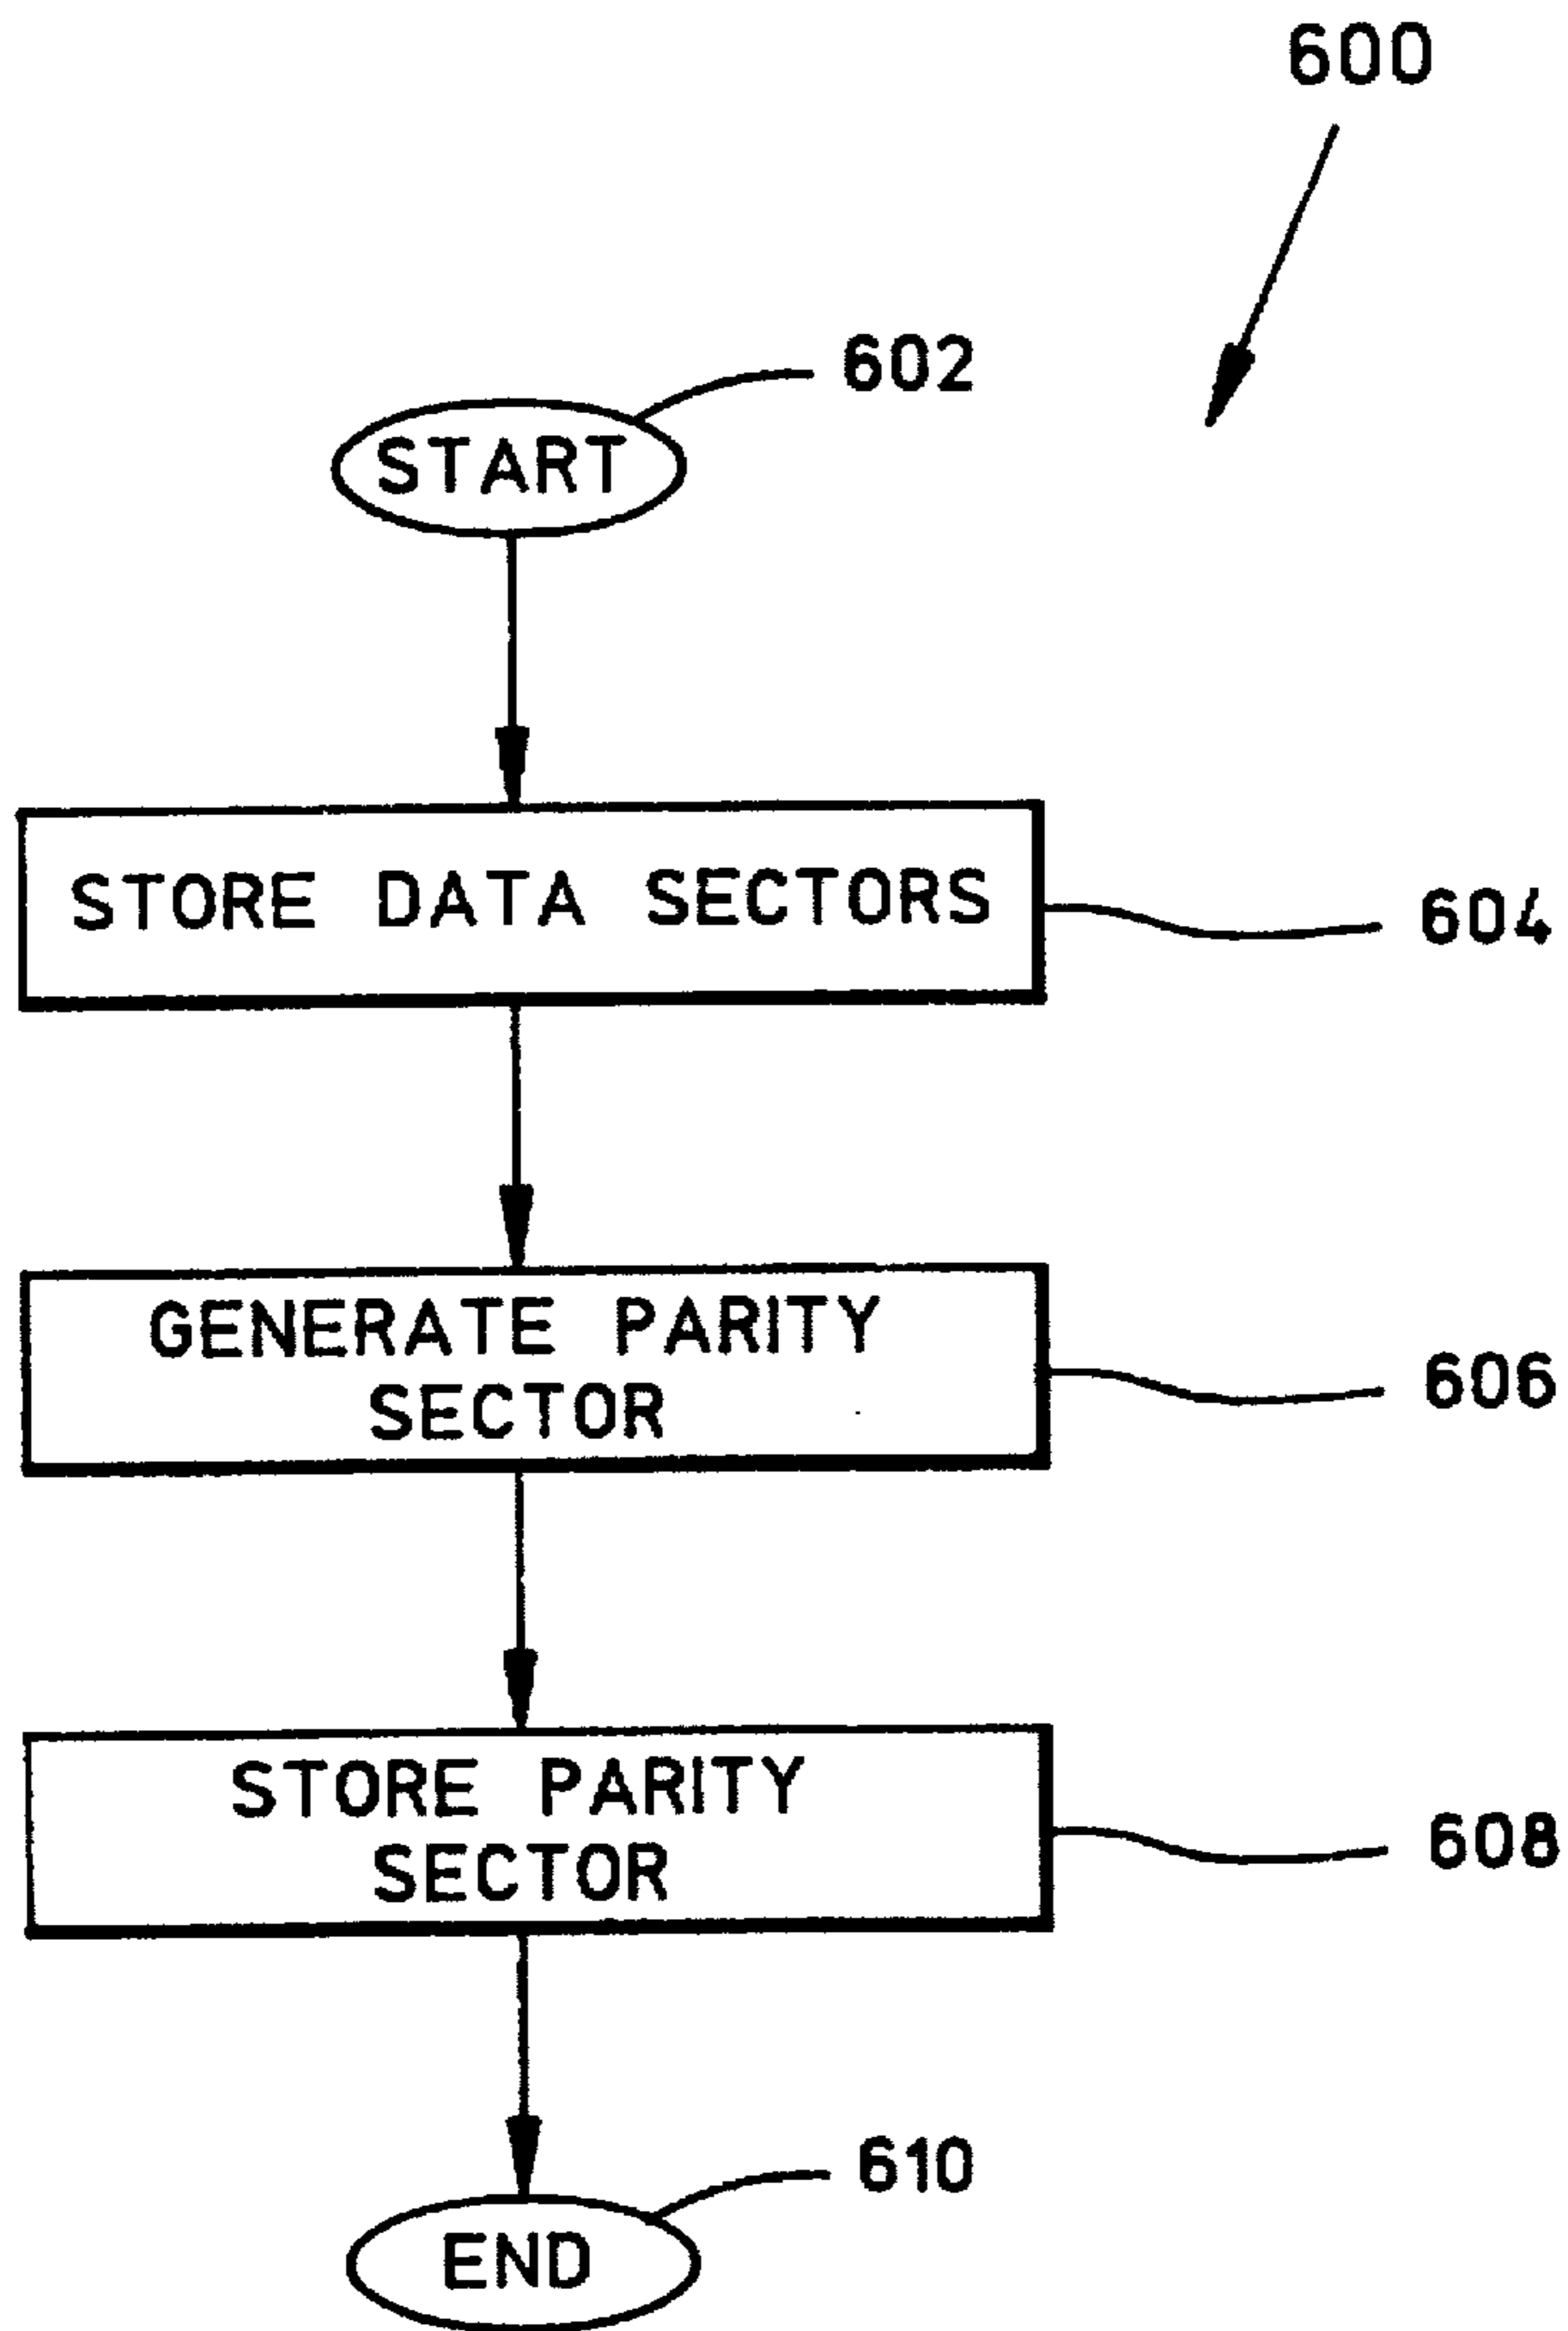 600
602
START
STORE DATA SECTORS
604
GENERATE PARITY
SECTOR
606
STORE PARITY
SECTOR
608
610
END